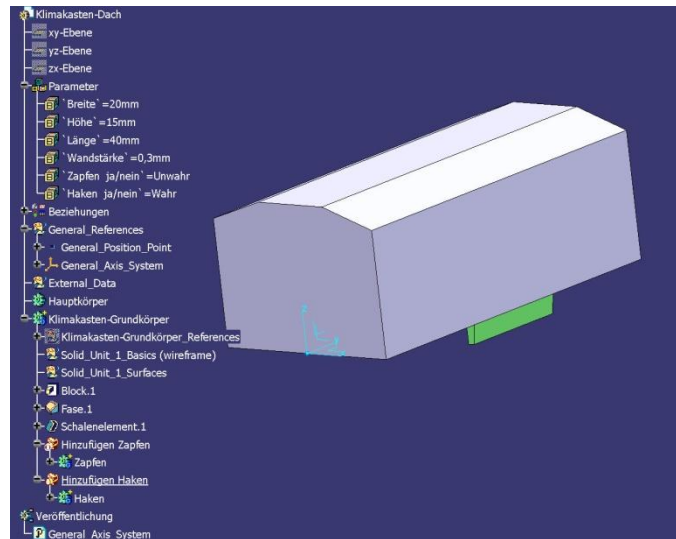 Klimakasten-Dach
xy-Ebene
yz-Ebene
zx-Ebene
Parameter
`Breite`=20mm
`Höhe`=15mm
`Länge`=40mm
`Wandstärke`=0,3mm
`Zapfen ja/nein`=Unwahr
`Haken ja/nein`=Wahr
Beziehungen
General_References
General_Position_Point
General_Axis_System
External_Data
Hauptkörper
Klimakasten-Grundkörper
Klimakasten-Grundkörper_References
Solid_Unit_1_Basics (wireframe)
Solid_Unit_1_Surfaces
Block.1
Fase.1
Schalenelement.1
Hinzufügen Zapfen
Zapfen
Hinzufügen Haken
Haken
Veröffentlichung
General_Axis_System